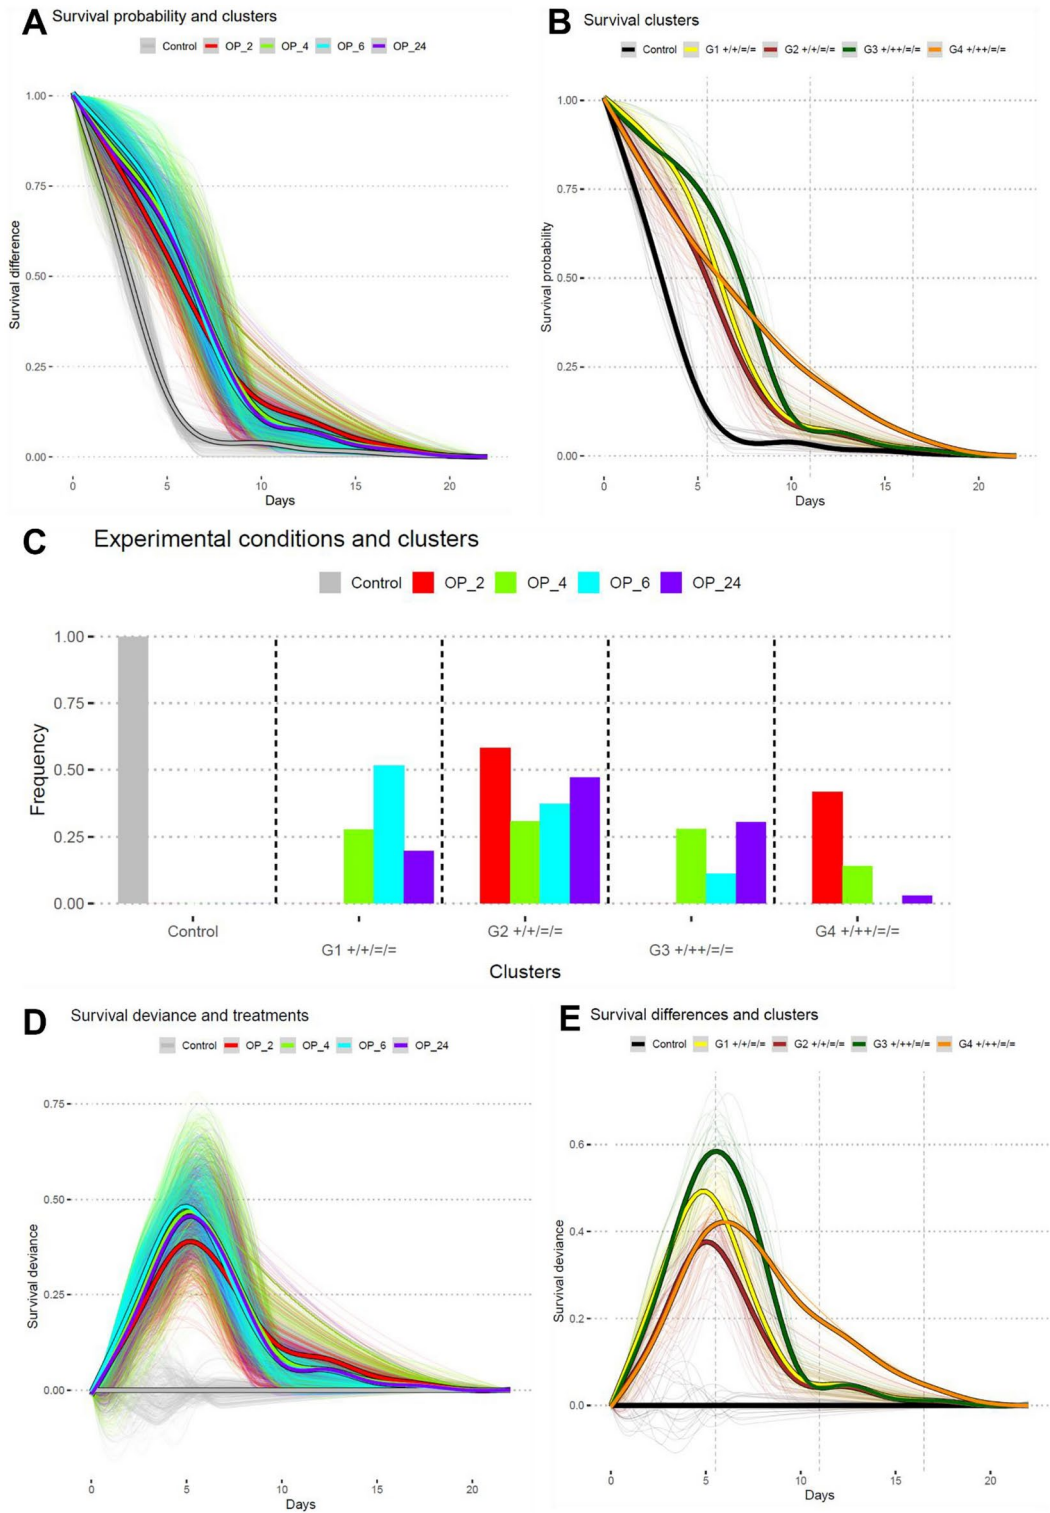 A Survival probability and clusters
Control OP_2 OP_4 OP_6 OP_24
1.00
0.75
0.50
0.25
0.00
Survival difference
0 5 10 15 20
Days
B Survival clusters
Control G1 +/+/=/= G2 +/+/=/= G3 +/++/=/= G4 +/++/=/=
1.00
0.75
0.50
0.25
0.00
Survival probability
0 5 10 15 20
Days
C Experimental conditions and clusters
Control OP_2 OP_4 OP_6 OP_24
1.00
0.75
0.50
0.25
0.00
Frequency
Control G2 +/+/=/= G4 +/++/=/=
G1 +/+/=/= G3 +/++/=/=
Clusters
D Survival deviance and treatments
Control OP_2 OP_4 OP_6 OP_24
0.75
0.50
0.25
0.00
Survival deviance
0 5 10 15 20
Days
E Survival differences and clusters
Control G1 +/+/=/= G2 +/+/=/= G3 +/++/=/= G4 +/++/=/=
0.6
0.4
0.2
0.0
Survival deviance
0 5 10 15 20
Days